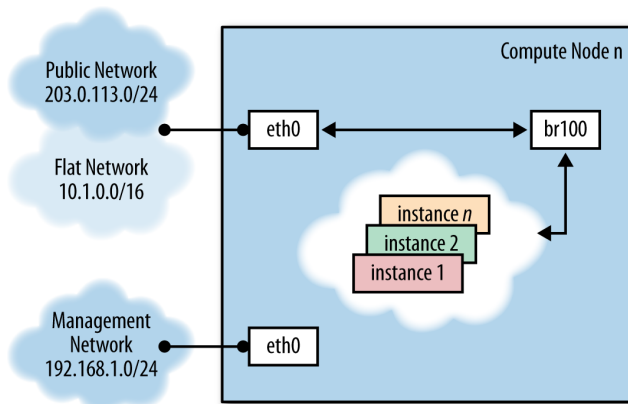 Compute Node n
Public Network
203.0.113.0/24
eth0
br100
Flat Network
10.1.0.0/16
instance n
instance 2
instance 1
Management
Network
192.168.1.0/24
eth0